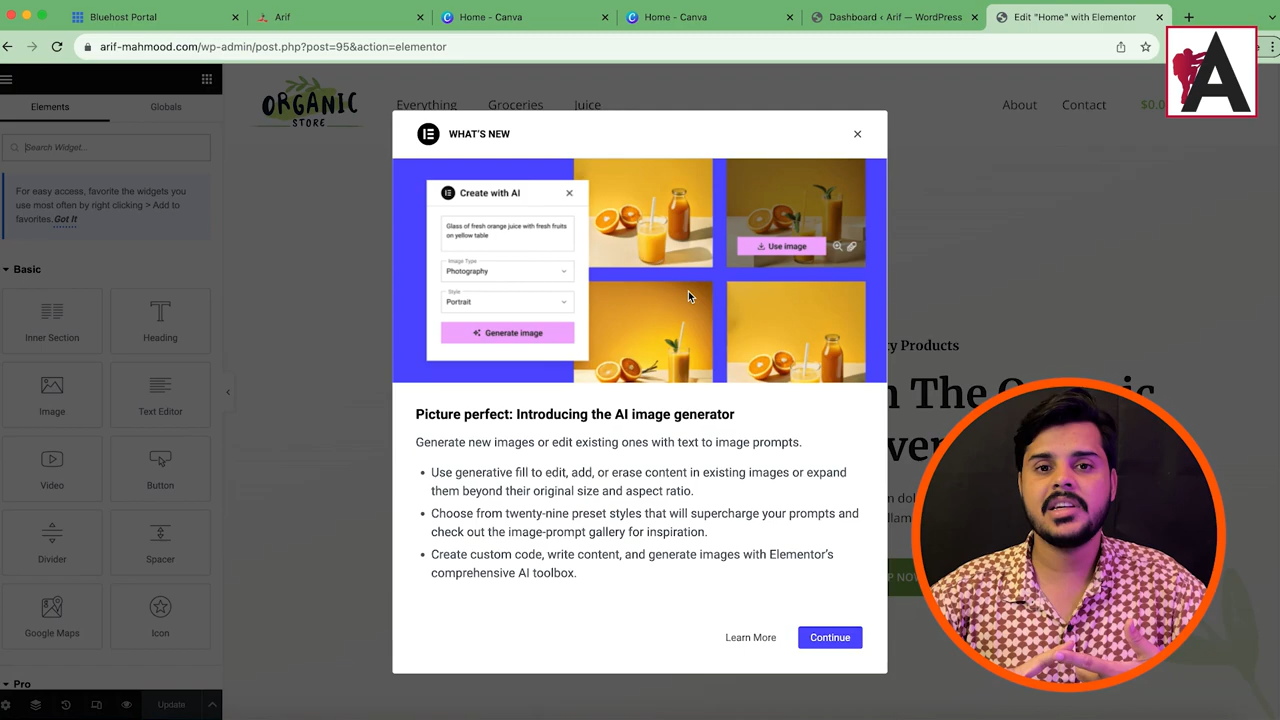 Bluehost Portal
Arif
Home - Canva
Home - Canva
Dashboard ‹ Arif — WordPress
Edit "Home" with Elementor
arif-mahmood.com/wp-admin/post.php?post=95&action=elementor
A
Elements
Globals
Search Widget...
For easy access, favorite the widgets you
use most often by right clicking > Add to
favorites. Got It
Basic
Inner Section
Heading
Image
Text Editor
Video
Button
Divider
Spacer
Google Maps
Icon
Pro
Update
ORGANIC
STORE
Everything
Groceries
Juice
About
Contact
$0.0
WHAT'S NEW
Create with AI
Glass of fresh orange juice with fresh fruits
on yellow table
Image Type
Photography
Style
Portrait
Generate image
Use image
Picture perfect: Introducing the AI image generator
Generate new images or edit existing ones with text to image prompts.
• Use generative fill to edit, add, or erase content in existing images or expand
them beyond their original size and aspect ratio.
• Choose from twenty-nine preset styles that will supercharge your prompts and
check out the image-prompt gallery for inspiration.
• Create custom code, write content, and generate images with Elementor's
comprehensive AI toolbox.
Learn More
Continue
Products
The